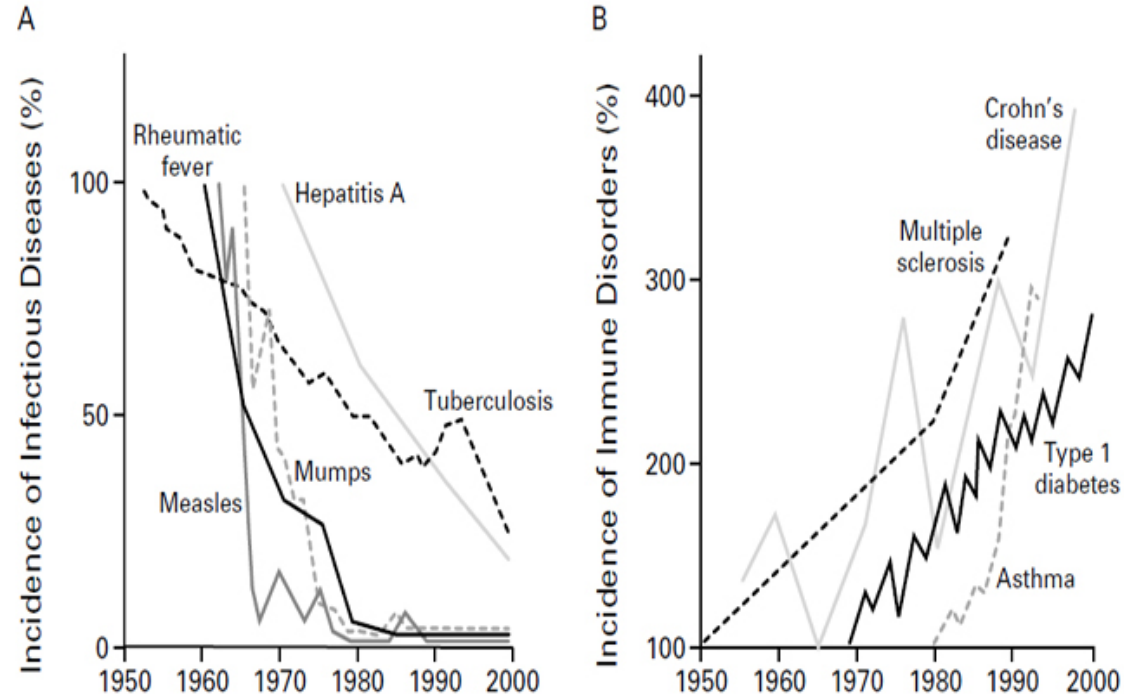 A
Incidence of Infectious Diseases (%)
100
50
0
Rheumatic
fever
Hepatitis A
Tuberculosis
Mumps
Measles
1950 1960 1970 1980 1990 2000
B
Incidence of Immune Disorders (%)
400
300
200
100
Crohn's
disease
Multiple
sclerosis
Type 1
diabetes
Asthma
1950 1960 1970 1980 1990 2000